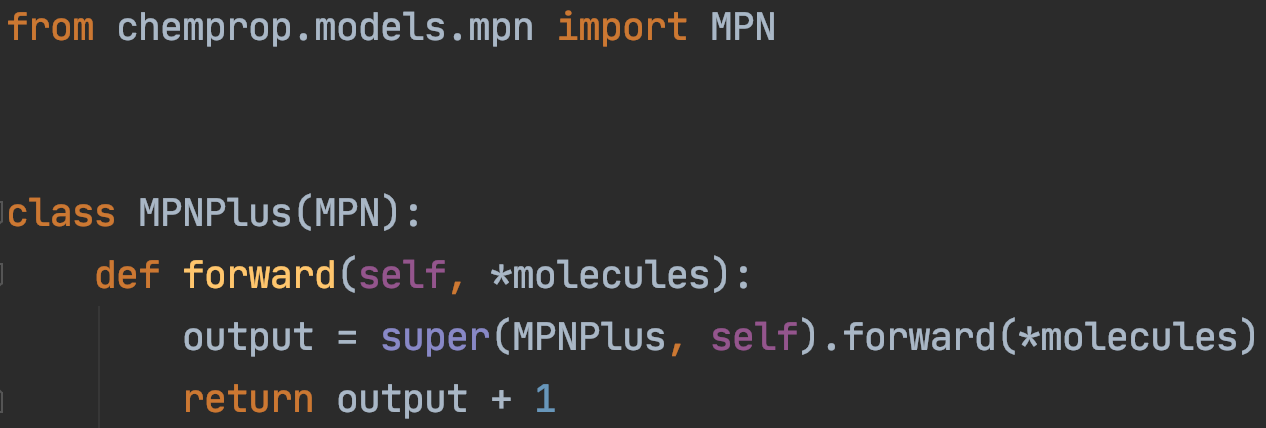 from chemprop.models.mpn import MPN
class MPNPlus(MPN):
def forward(self, *molecules):
output = super(MPNPlus, self).forward(*molecules)
return output + 1